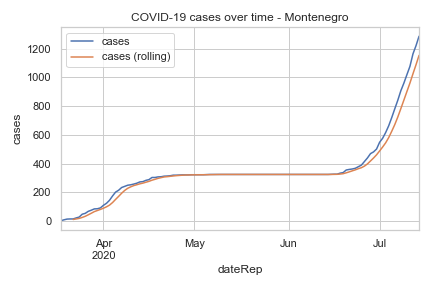 COVID-19 cases over time - Montenegro
cases
cases (rolling)
cases
1200
1000
800
600
400
200
0
Apr
2020
May
Jun
Jul
dateRep